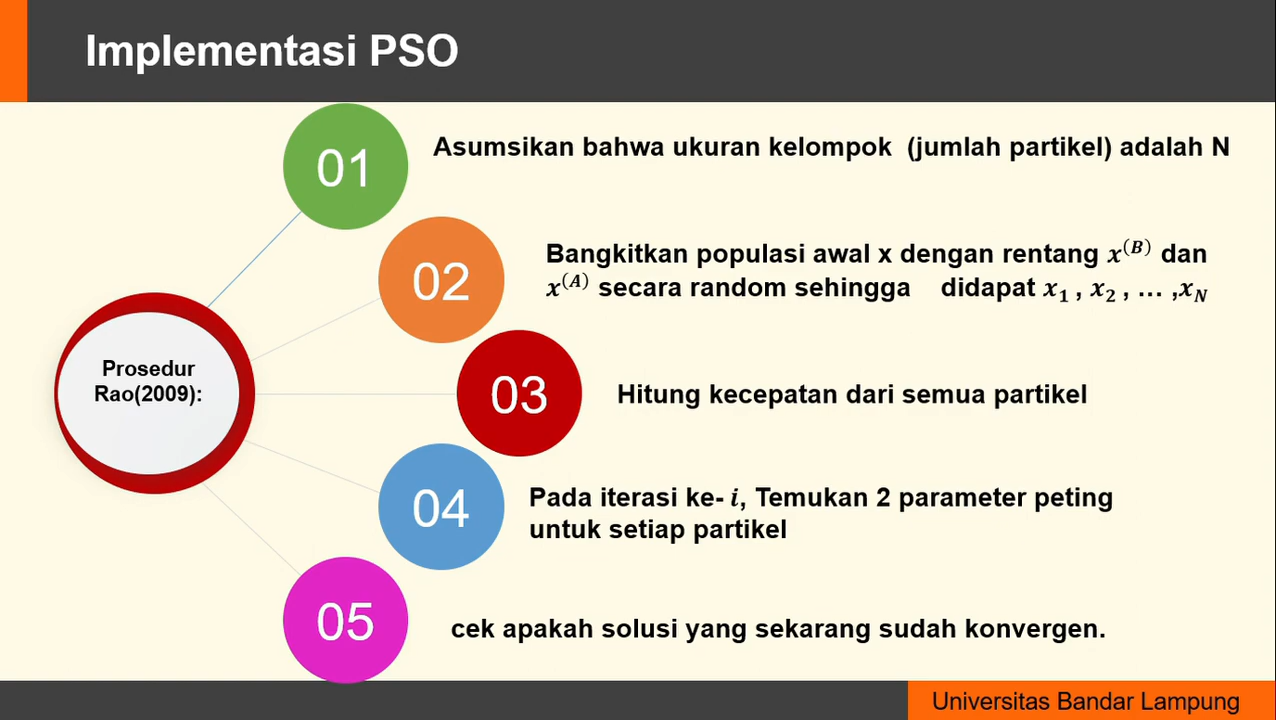 Implementasi PSO
01
Asumsikan bahwa ukuran kelompok (jumlah partikel) adalah N
02
Bangkitkan populasi awal x dengan rentang x^(B) dan
x^(A) secara random sehingga didapat x₁ , x₂ , … ,x_N
Prosedur
Rao(2009):
03
Hitung kecepatan dari semua partikel
04
Pada iterasi ke- i, Temukan 2 parameter peting
untuk setiap partikel
05
cek apakah solusi yang sekarang sudah konvergen.
Universitas Bandar Lampung